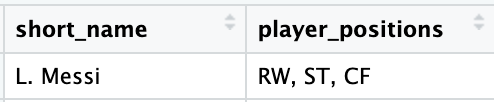 short_name player_positions
L. Messi RW, ST, CF